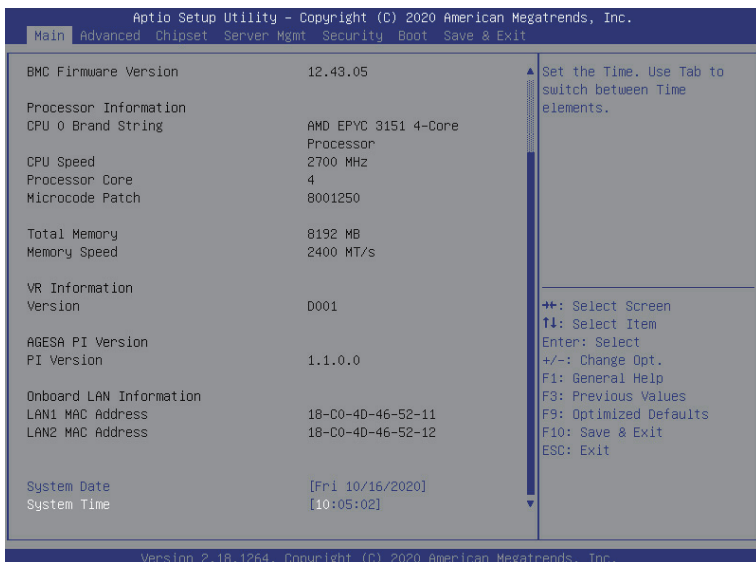 Aptio Setup Utility – Copyright (C) 2020 American Megatrends, Inc.
Main Advanced Chipset Server Mgmt Security Boot Save & Exit
BMC Firmware Version 12.43.05
Processor Information
CPU 0 Brand String AMD EPYC 3151 4-Core
Processor
CPU Speed 2700 MHz
Processor Core 4
Microcode Patch 8001250
Total Memory 8192 MB
Memory Speed 2400 MT/s
VR Information
Version D001
AGESA PI Version
PI Version 1.1.0.0
Onboard LAN Information
LAN1 MAC Address 18-C0-4D-46-52-11
LAN2 MAC Address 18-C0-4D-46-52-12
System Date [Fri 10/16/2020]
System Time [10:05:02]
Set the Time. Use Tab to
switch between Time
elements.
→←: Select Screen
↑↓: Select Item
Enter: Select
+/-: Change Opt.
F1: General Help
F3: Previous Values
F9: Optimized Defaults
F10: Save & Exit
ESC: Exit
Version 2.18.1264. Copyright (C) 2020 American Megatrends, Inc.